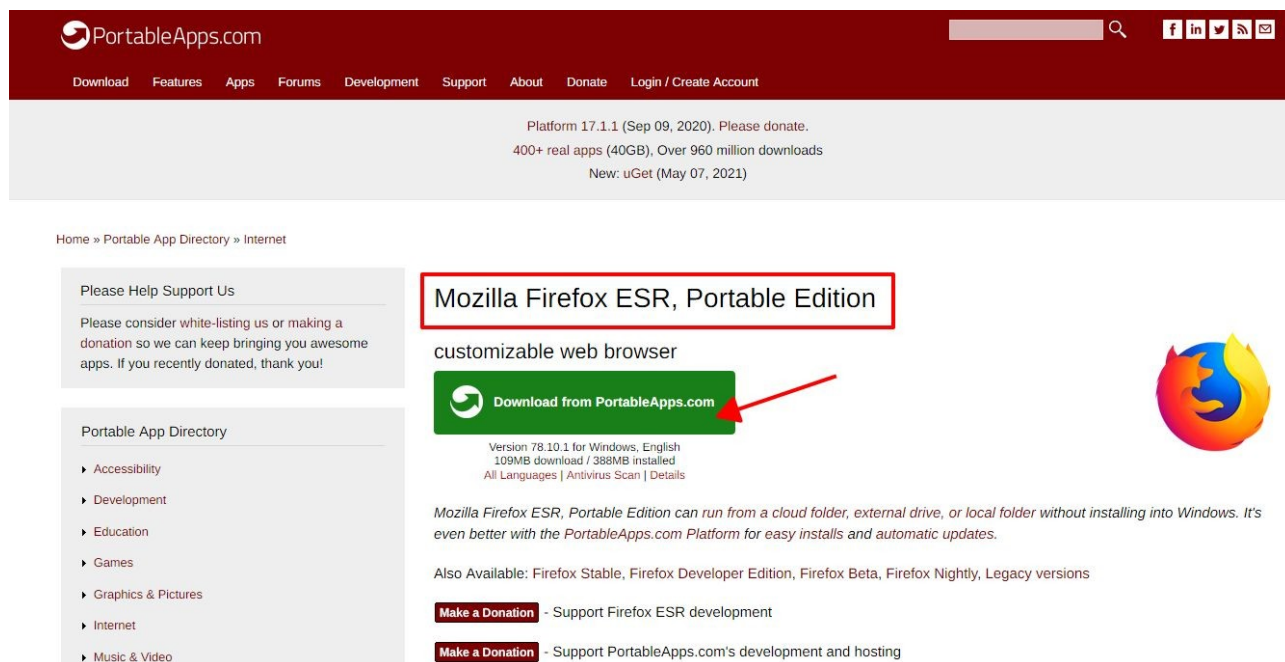 PortableApps.com
Download Features Apps Forums Development Support About Donate Login / Create Account
Platform 17.1.1 (Sep 09, 2020). Please donate.
400+ real apps (40GB), Over 960 million downloads
New: uGet (May 07, 2021)
Home » Portable App Directory » Internet
Please Help Support Us
Please consider white-listing us or making a
donation so we can keep bringing you awesome
apps. If you recently donated, thank you!
Portable App Directory
Accessibility
Development
Education
Games
Graphics & Pictures
Internet
Music & Video
Mozilla Firefox ESR, Portable Edition
customizable web browser
Download from PortableApps.com
Version 78.10.1 for Windows, English
109MB download / 388MB installed
All Languages | Antivirus Scan | Details
Mozilla Firefox ESR, Portable Edition can run from a cloud folder, external drive, or local folder without installing into Windows. It's
even better with the PortableApps.com Platform for easy installs and automatic updates.
Also Available: Firefox Stable, Firefox Developer Edition, Firefox Beta, Firefox Nightly, Legacy versions
Make a Donation - Support Firefox ESR development
Make a Donation - Support PortableApps.com's development and hosting